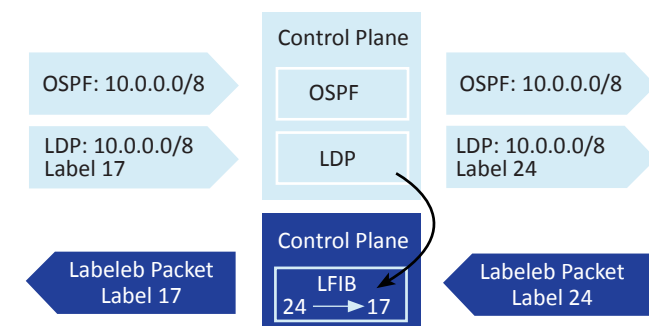 Control Plane
OSPF: 10.0.0.0/8
OSPF
OSPF: 10.0.0.0/8
LDP: 10.0.0.0/8
Label 17
LDP
LDP: 10.0.0.0/8
Label 24
Control Plane
Labeleb Packet
Label 17
LFIB
24 17
Labeleb Packet
Label 24